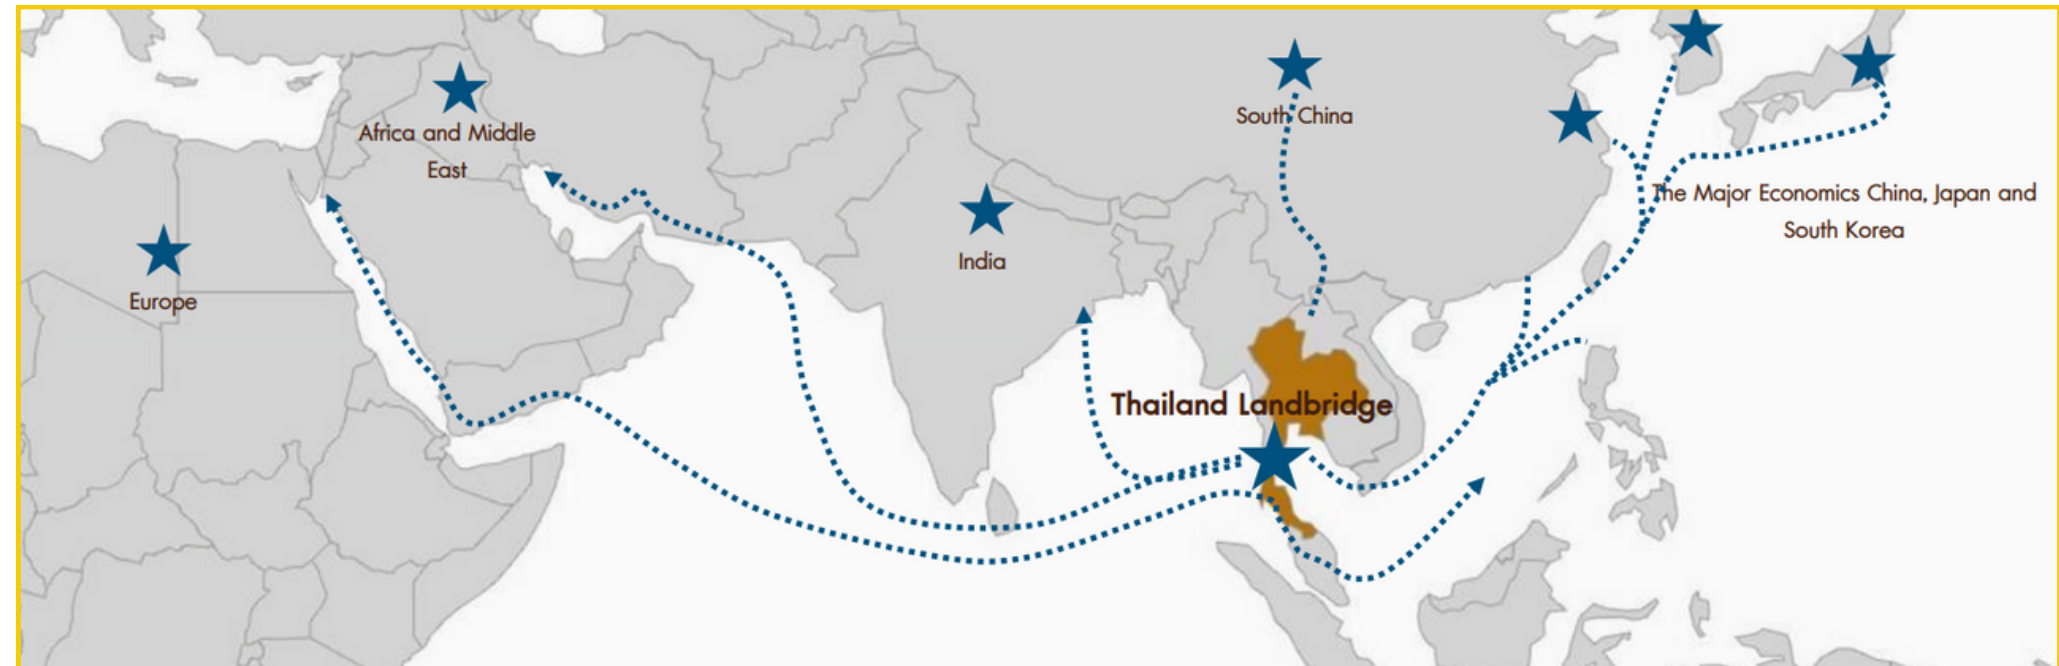 South China
Africa and Middle
East
The Major Economics China, Japan and
South Korea
India
Europe
Thailand Landbridge